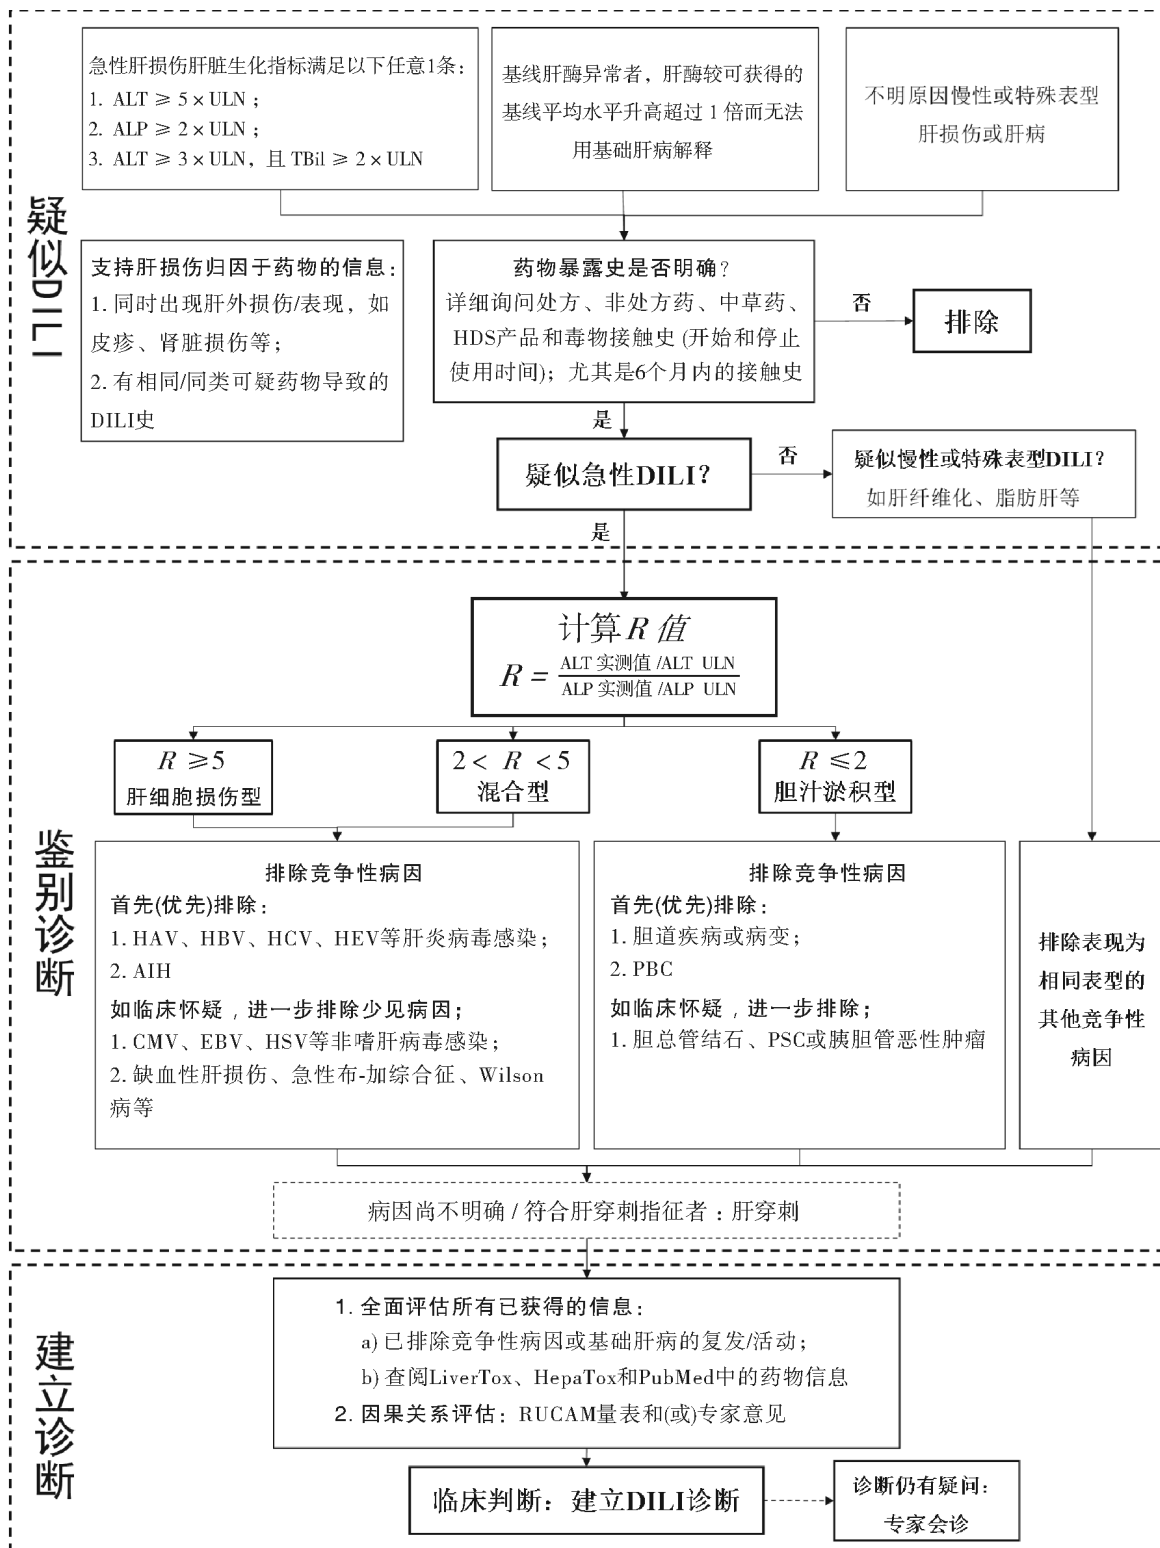 疑似DILI
急性肝损伤肝脏生化指标满足以下任意1条：
1. ALT ≥ 5 × ULN；
2. ALP ≥ 2 × ULN；
3. ALT ≥ 3 × ULN，且 TBil ≥ 2 × ULN
基线肝酶异常者，肝酶较可获得的
基线平均水平升高超过 1 倍而无法
用基础肝病解释
不明原因慢性或特殊表型
肝损伤或肝病
支持肝损伤归因于药物的信息：
1. 同时出现肝外损伤/表现，如
皮疹、肾脏损伤等；
2. 有相同/同类可疑药物导致的
DILI史
药物暴露史是否明确？
详细询问处方、非处方药、中草药、
HDS产品和毒物接触史 (开始和停止
使用时间)；尤其是6个月内的接触史
否
排除
是
疑似急性DILI？
否
疑似慢性或特殊表型DILI？
如肝纤维化、脂肪肝等
是
鉴别诊断
计算 R 值
R = ALT 实测值 /ALT ULN
ALP 实测值 /ALP ULN
R ≥5
肝细胞损伤型
2 < R < 5
混合型
R ≤2
胆汁淤积型
排除竞争性病因
首先(优先)排除：
1. HAV、HBV、HCV、HEV等肝炎病毒感染；
2. AIH
如临床怀疑，进一步排除少见病因；
1. CMV、EBV、HSV等非嗜肝病毒感染；
2. 缺血性肝损伤、急性布-加综合征、Wilson
病等
排除竞争性病因
首先(优先)排除：
1. 胆道疾病或病变；
2. PBC
如临床怀疑，进一步排除；
1. 胆总管结石、PSC或胰胆管恶性肿瘤
排除表现为
相同表型的
其他竞争性
病因
病因尚不明确 / 符合肝穿刺指征者：肝穿刺
建立诊断
1. 全面评估所有已获得的信息：
a) 已排除竞争性病因或基础肝病的复发/活动；
b) 查阅LiverTox、HepaTox和PubMed中的药物信息
2. 因果关系评估：RUCAM量表和(或)专家意见
临床判断：建立DILI诊断
诊断仍有疑问：
专家会诊